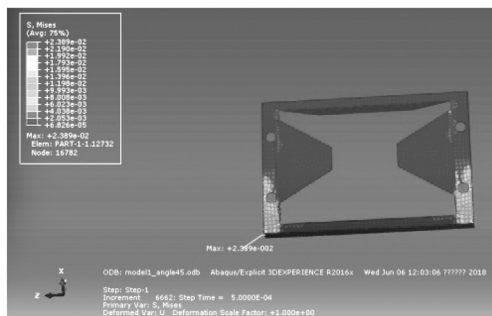 S, Mises
(Avg: 75%)
+2.389e-02
+2.190e-02
+1.992e-02
+1.793e-02
+1.595e-02
+1.396e-02
+1.198e-02
+9.993e-03
+8.008e-03
+6.023e-03
+4.038e-03
+2.053e-03
+6.826e-05
Max: +2.389e-02
Elem: PART-1-1.12732
Node: 16782
Max: +2.389e-002
X
Z
ODB: model1_angle45.odb Abaqus/Explicit 3DEXPERIENCE R2016x Wed Jun 06 12:03:06 ?????? 2018
Step: Step-1
Increment 6662: Step Time = 5.0000E-04
Primary Var: S, Mises
Deformed Var: U Deformation Scale Factor: +1.000e+00